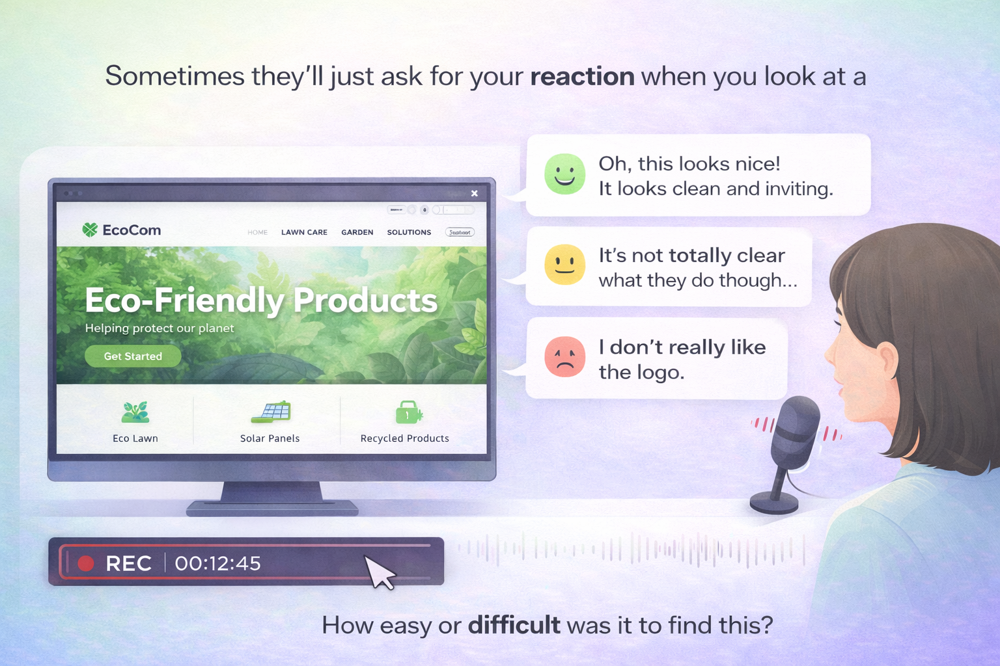 Sometimes they'll just ask for your reaction when you look at a
Oh, this looks nice!
It looks clean and inviting.
EcoCom
HOME LAWN CARE GARDEN SOLUTIONS
It's not totally clear
what they do though...
Eco-Friendly Products
Helping protect our planet
Get Started
I don't really like
the logo.
Eco Lawn Solar Panels Recycled Products
REC 00:12:45
How easy or difficult was it to find this?